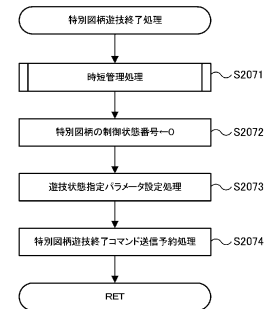 特別図柄遊技終了処理
時短管理処理
S2071
特別図柄の制御状態番号←0
S2072
遊技状態指定パラメータ設定処理
S2073
特別図柄遊技終了コマンド送信予約処理
S2074
RET